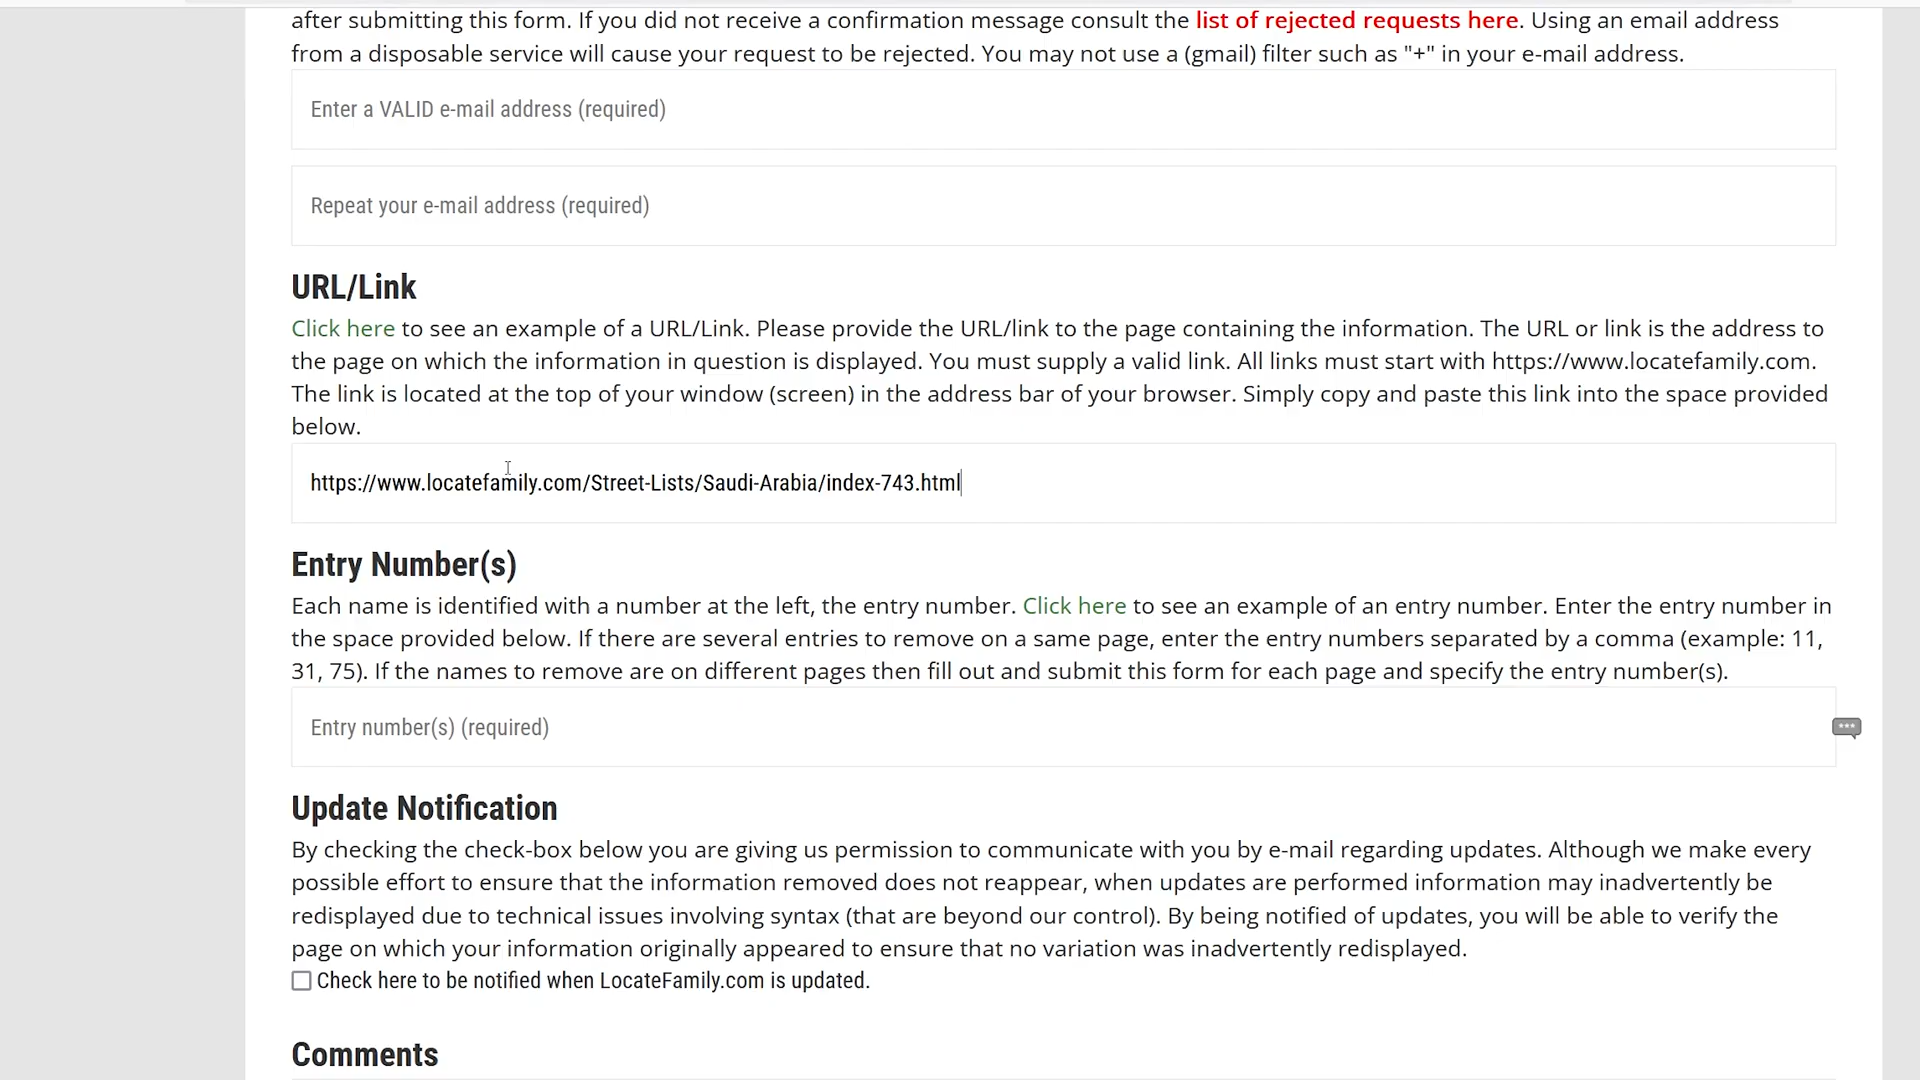 after submitting this form. If you did not receive a confirmation message consult the list of rejected requests here. Using an email address
from a disposable service will cause your request to be rejected. You may not use a (gmail) filter such as "+" in your e-mail address.
Enter a VALID e-mail address (required)
Repeat your e-mail address (required)
URL/Link
Click here to see an example of a URL/Link. Please provide the URL/link to the page containing the information. The URL or link is the address to
the page on which the information in question is displayed. You must supply a valid link. All links must start with https://www.locatefamily.com.
The link is located at the top of your window (screen) in the address bar of your browser. Simply copy and paste this link into the space provided
below.
https://www.locatefamily.com/Street-Lists/Saudi-Arabia/index-743.html
Entry Number(s)
Each name is identified with a number at the left, the entry number. Click here to see an example of an entry number. Enter the entry number in
the space provided below. If there are several entries to remove on a same page, enter the entry numbers separated by a comma (example: 11,
31, 75). If the names to remove are on different pages then fill out and submit this form for each page and specify the entry number(s).
Entry number(s) (required)
Update Notification
By checking the check-box below you are giving us permission to communicate with you by e-mail regarding updates. Although we make every
possible effort to ensure that the information removed does not reappear, when updates are performed information may inadvertently be
redisplayed due to technical issues involving syntax (that are beyond our control). By being notified of updates, you will be able to verify the
page on which your information originally appeared to ensure that no variation was inadvertently redisplayed.
Check here to be notified when LocateFamily.com is updated.
Comments